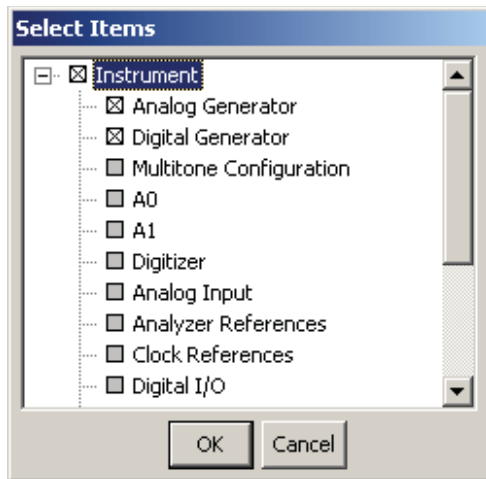 Select Items
Instrument
Analog Generator
Digital Generator
Multitone Configuration
A0
A1
Digitizer
Analog Input
Analyzer References
Clock References
Digital I/O
OK Cancel